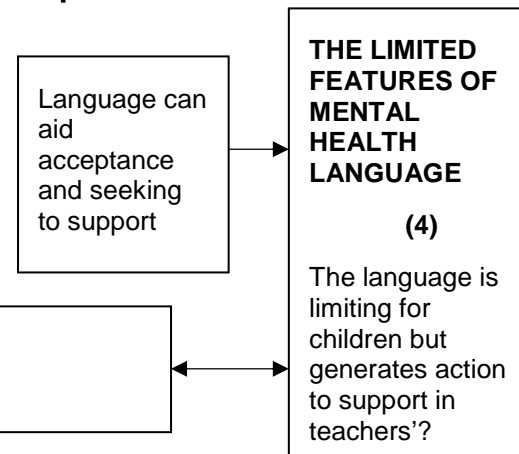 Language can
aid
acceptance
and seeking
to support
THE LIMITED
FEATURES OF
MENTAL
HEALTH
LANGUAGE
(4)
The language is
limiting for
children but
generates action
to support in
teachers'?